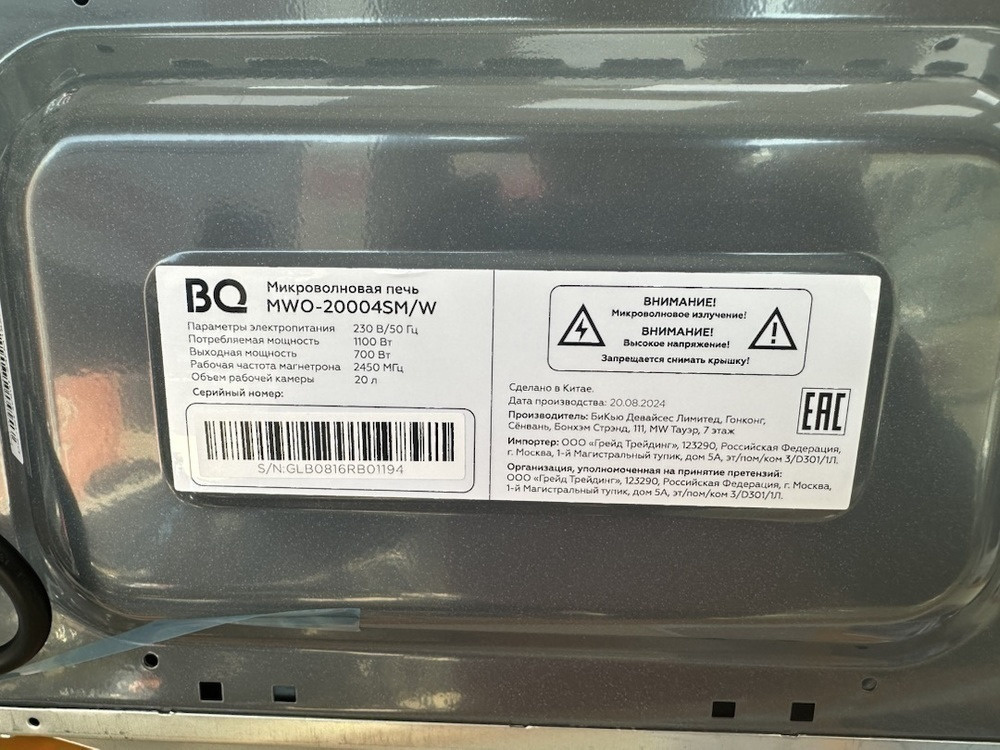 BQ
Микроволновая печь
MWO-20004SM/W
Параметры электропитания 230 В/50 Гц
Потребляемая мощность 1100 Вт
Выходная мощность 700 Вт
Рабочая частота магнетрона 2450 МГц
Объем рабочей камеры 20 л
Серийный номер:
S/N:GLB0816RB01194
ВНИМАНИЕ!
Микроволновое излучение!
ВНИМАНИЕ!
Высокое напряжение!
Запрещается снимать крышку!
Сделано в Китае.
Дата производства: 20.08.2024
EAC
Производитель: БиКью Девайсес Лимитед, Гонконг,
Сёнвань, Бонхэм Стрэнд, 111, MW Тауэр, 7 этаж
Импортер: ООО «Грейд Трейдинг», 123290, Российская Федерация,
г. Москва, 1-й Магистральный тупик, дом 5А, эт/пом/ком 3/D301/1Л.
Организация, уполномоченная на принятие претензий:
ООО «Грейд Трейдинг», 123290, Российская Федерация, г. Москва,
1-й Магистральный тупик, дом 5А, эт/пом/ком 3/D301/1Л.